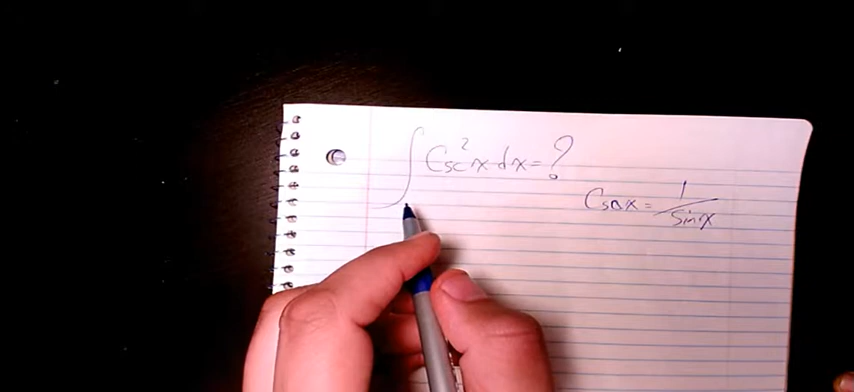 ∫ Csc²x dx = ?
Cscx = 1/sinx